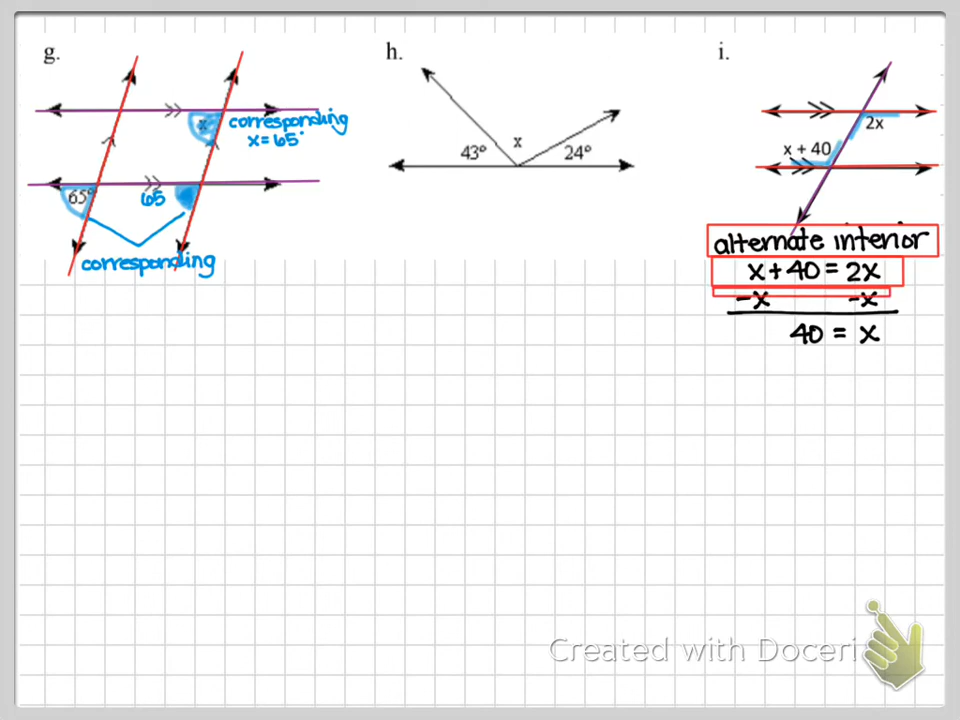 g.
x
corresponding
x = 65°
65°
65
corresponding
h.
43°
x
24°
i.
2x
x + 40
alternate interior
x + 40 = 2x
-x -x
40 = x
Created with Doceri